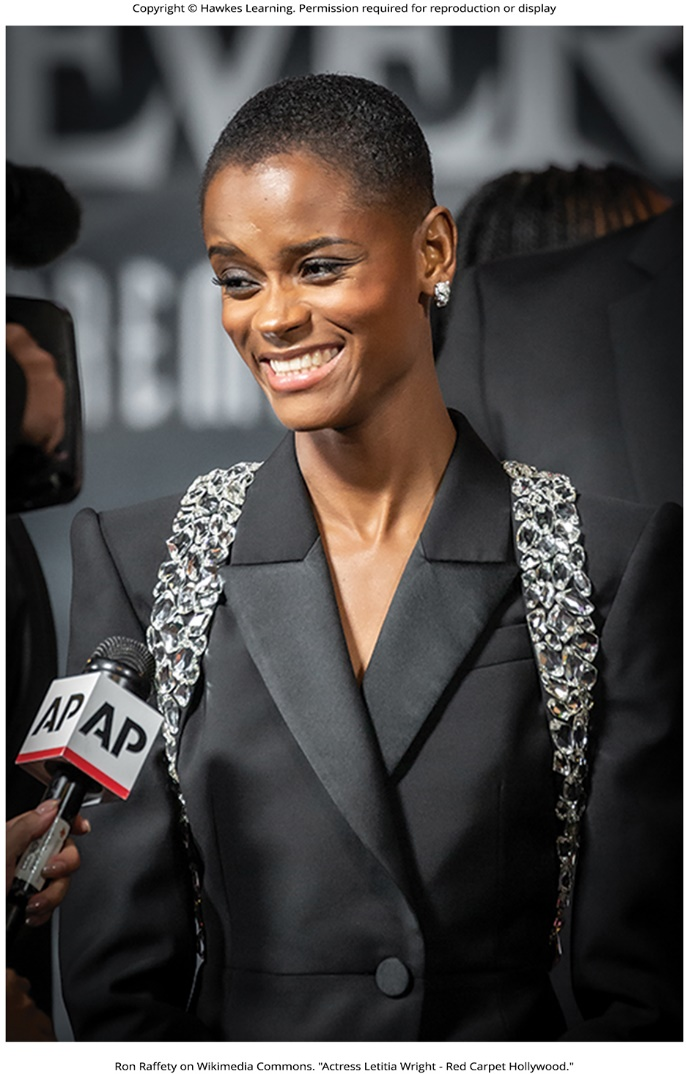 Copyright © Hawkes Learning. Permission required for reproduction or display
EVER
AP AP
Ron Raffety on Wikimedia Commons. "Actress Letitia Wright - Red Carpet Hollywood."